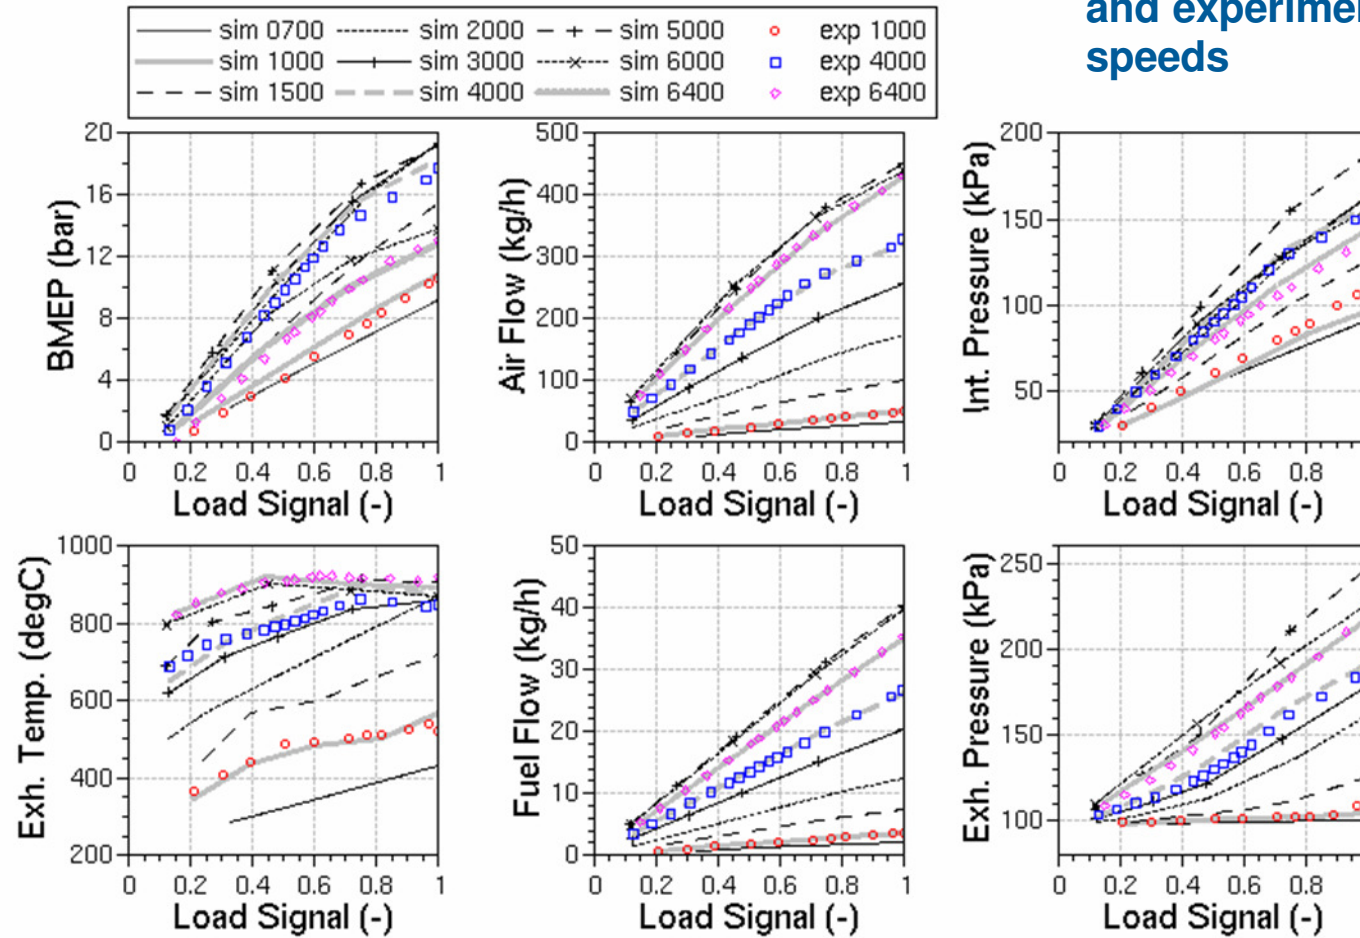 and experimen
speeds
sim 0700 sim 2000 sim 5000 exp 1000
sim 1000 sim 3000 sim 6000 exp 4000
sim 1500 sim 4000 sim 6400 exp 6400
BMEP (bar)
20
16
12
8
4
0
0 0.2 0.4 0.6 0.8 1
Load Signal (-)
Air Flow (kg/h)
500
400
300
200
100
0
0 0.2 0.4 0.6 0.8 1
Load Signal (-)
Int. Pressure (kPa)
200
150
100
50
0 0.2 0.4 0.6 0.8
Load Signal (-)
Exh. Temp. (degC)
1000
800
600
400
200
0 0.2 0.4 0.6 0.8 1
Load Signal (-)
Fuel Flow (kg/h)
50
40
30
20
10
0
0 0.2 0.4 0.6 0.8 1
Load Signal (-)
Exh. Pressure (kPa)
250
200
150
100
0 0.2 0.4 0.6 0.8
Load Signal (-)